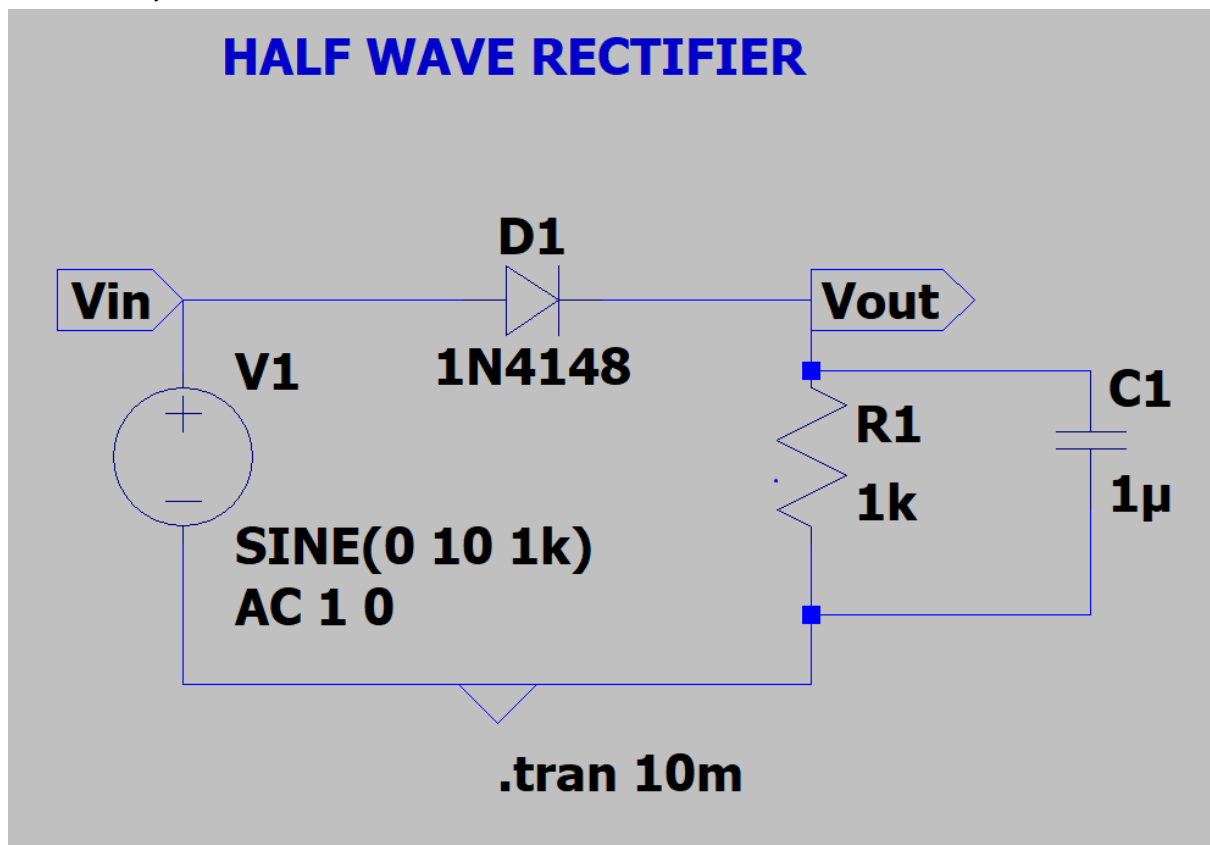 HALF WAVE RECTIFIER
D1
Vin
Vout
V1
1N4148
C1
R1
1k
1µ
SINE(0 10 1k)
AC 1 0
.tran 10m